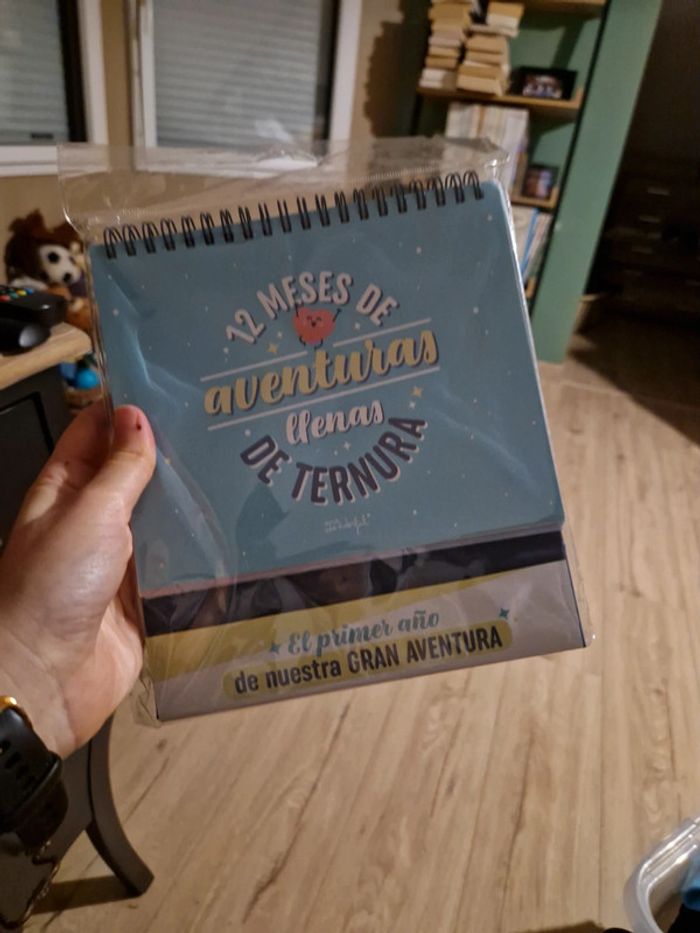 12 MESES DE
aventuras
llenas
DE TERNURA
El primer año
de nuestra GRAN AVENTURA